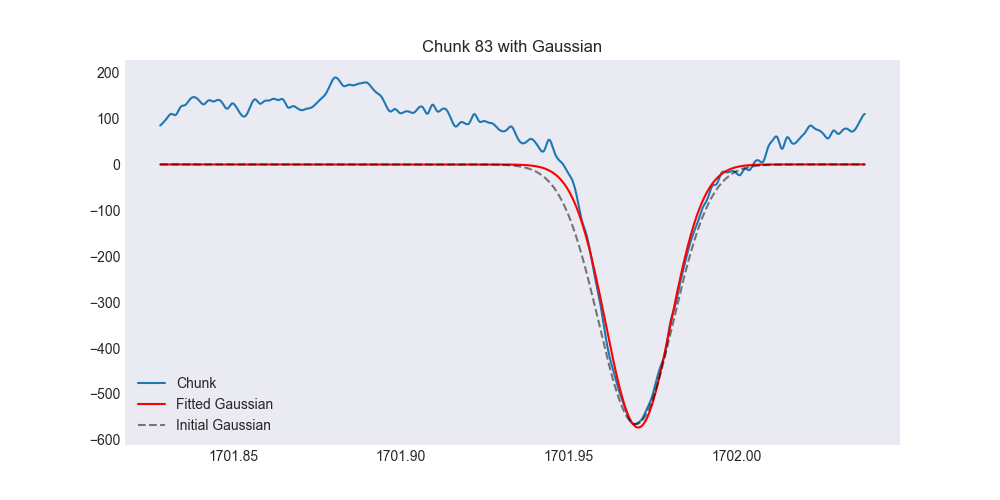 Chunk 83 with Gaussian
200
100
0
−100
−200
−300
−400
−500
−600
Chunk
Fitted Gaussian
Initial Gaussian
1701.85 1701.90 1701.95 1702.00